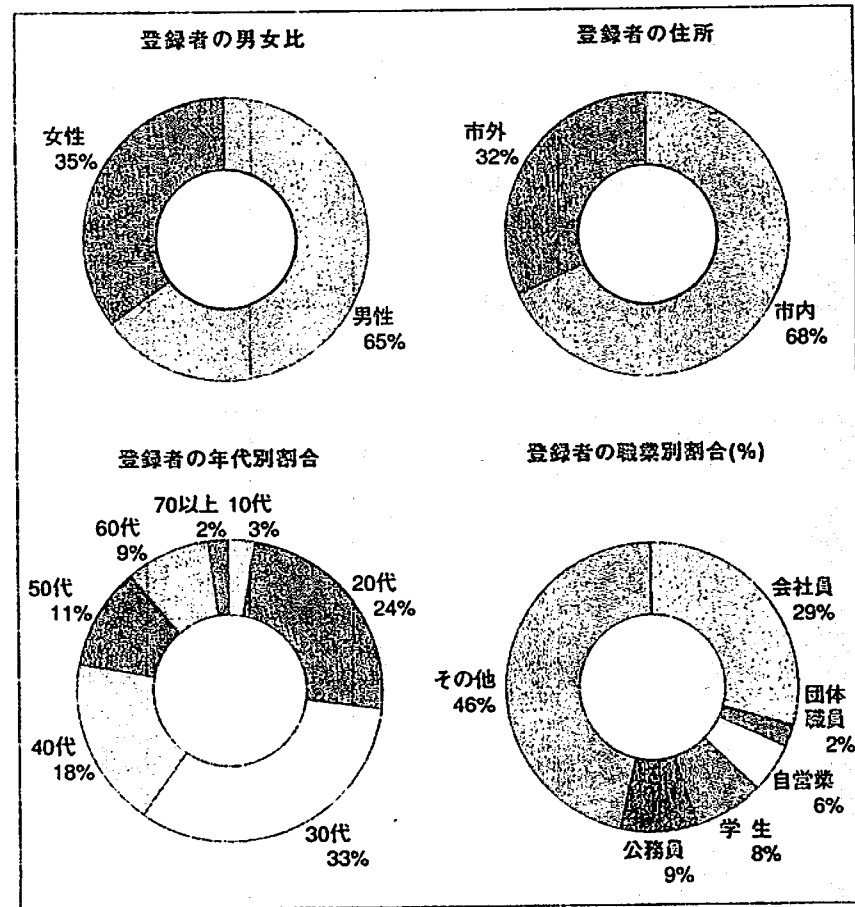 登録者の男女比
女性
35%
男性
65%
登録者の住所
市外
32%
市内
68%
登録者の年代別割合
70以上
2%
10代
3%
60代
9%
20代
24%
50代
11%
40代
18%
30代
33%
登録者の職業別割合(%)
会社員
29%
その他
46%
団体
職員
2%
自営業
6%
学 生
8%
公務員
9%